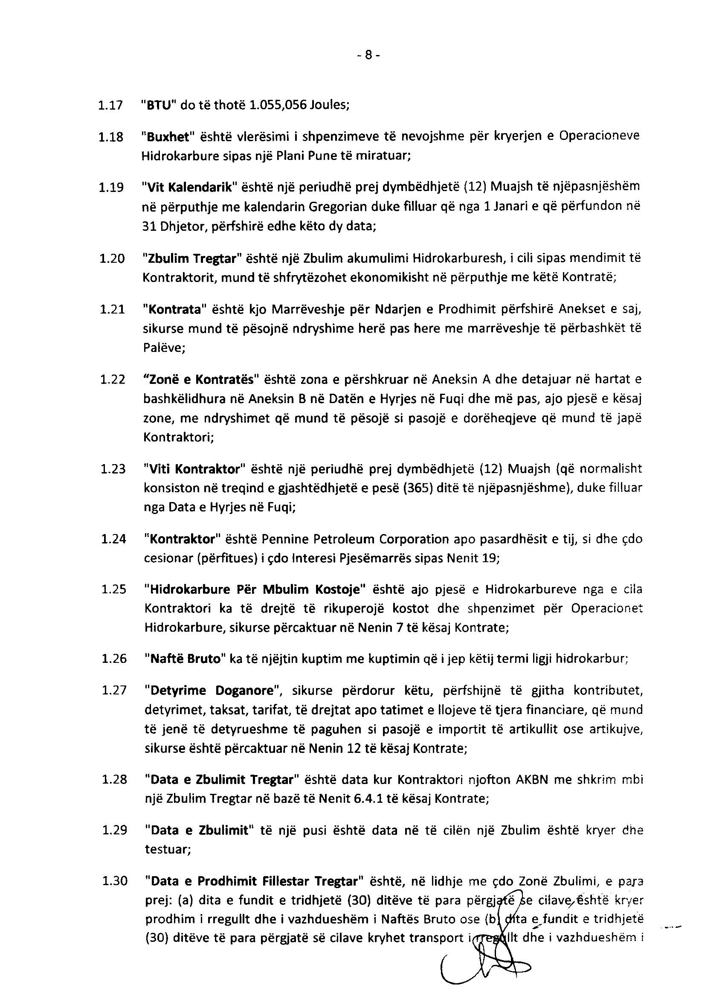 - 8 -
1.17 "BTU" do të thotë 1.055,056 Joules;
1.18 "Buxhet" është vlerësimi i shpenzimeve të nevojshme për kryerjen e Operacioneve
Hidrokarbure sipas një Plani Pune të miratuar;
1.19 "Vit Kalendarik" është një periudhë prej dymbëdhjetë (12) Muajsh të njëpasnjëshëm
në përputhje me kalendarin Gregorian duke filluar që nga 1 Janari e që përfundon në
31 Dhjetor, përfshirë edhe këto dy data;
1.20 "Zbulim Tregtar" është një Zbulim akumulimi Hidrokarburesh, i cili sipas mendimit të
Kontraktorit, mund të shfrytëzohet ekonomikisht në përputhje me këtë Kontratë;
1.21 "Kontrata" është kjo Marrëveshje për Ndarjen e Prodhimit përfshirë Anekset e saj,
sikurse mund të pësojnë ndryshime herë pas here me marrëveshje të përbashkët të
Palëve;
1.22 "Zonë e Kontratës" është zona e përshkruar në Aneksin A dhe detajuar në hartat e
bashkëlidhura në Aneksin B në Datën e Hyrjes në Fuqi dhe më pas, ajo pjesë e kësaj
zone, me ndryshimet që mund të pësojë si pasojë e dorëheqjeve që mund të japë
Kontraktori;
1.23 "Viti Kontraktor" është një periudhë prej dymbëdhjetë (12) Muajsh (që normalisht
konsiston në treqind e gjashtëdhjetë e pesë (365) ditë të njëpasnjëshme), duke filluar
nga Data e Hyrjes në Fuqi;
1.24 "Kontraktor" është Pennine Petroleum Corporation apo pasardhësit e tij, si dhe çdo
cesionar (përfitues) i çdo Interesi Pjesëmarrës sipas Nenit 19;
1.25 "Hidrokarbure Për Mbulim Kostoje" është ajo pjesë e Hidrokarbureve nga e cila
Kontraktori ka të drejtë të rikuperojë kostot dhe shpenzimet për Operacionet
Hidrokarbure, sikurse përcaktuar në Nenin 7 të kësaj Kontrate;
1.26 "Naftë Bruto" ka të njëjtin kuptim me kuptimin që i jep këtij termi ligji hidrokarbur;
1.27 "Detyrime Doganore", sikurse përdorur këtu, përfshijnë të gjitha kontributet,
detyrimet, taksat, tarifat, të drejtat apo tatimet e llojeve të tjera financiare, që mund
të jenë të detyrueshme të paguhen si pasojë e importit të artikullit ose artikujve,
sikurse është përcaktuar në Nenin 12 të kësaj Kontrate;
1.28 "Data e Zbulimit Tregtar" është data kur Kontraktori njofton AKBN me shkrim mbi
një Zbulim Tregtar në bazë të Nenit 6.4.1 të kësaj Kontrate;
1.29 "Data e Zbulimit" të një pusi është data në të cilën një Zbulim është kryer dhe
testuar;
1.30 "Data e Prodhimit Fillestar Tregtar" është, në lidhje me çdo Zonë Zbulimi, e para
prej: (a) dita e fundit e tridhjetë (30) ditëve të para përgjatë se cilave është kryer
prodhim i rregullt dhe i vazhdueshëm i Naftës Bruto ose (b) dita e fundit e tridhjetë
(30) ditëve të para përgjatë së cilave kryhet transport i rregullt dhe i vazhdueshëm i